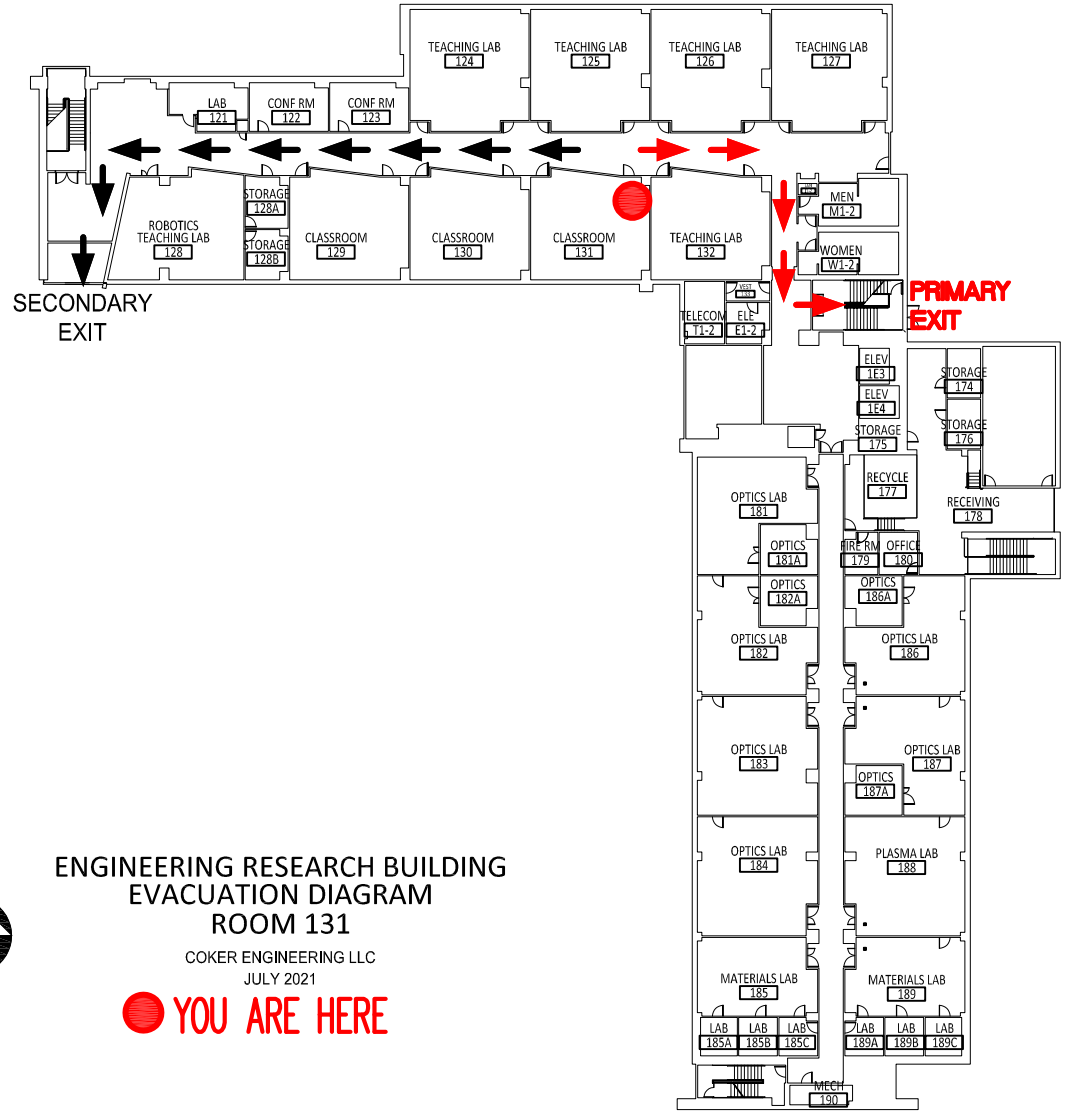 TEACHING LAB
124
TEACHING LAB
125
TEACHING LAB
126
TEACHING LAB
127
LAB
121
CONF RM
122
CONF RM
123
ROBOTICS
TEACHING LAB
128
STORAGE
128A
STORAGE
128B
CLASSROOM
129
CLASSROOM
130
CLASSROOM
131
TEACHING LAB
132
MEN
M1-2
WOMEN
W1-2
SECONDARY
EXIT
PRIMARY
EXIT
TELECOM
T1-2
VEST
ELE
E1-2
ELEV
1E3
ELEV
1E4
STORAGE
174
STORAGE
175
STORAGE
176
RECYCLE
177
RECEIVING
178
OPTICS LAB
181
OPTICS
181A
FIRE RM
179
OFFICE
180
OPTICS
182A
OPTICS
186A
OPTICS LAB
182
OPTICS LAB
186
OPTICS LAB
183
OPTICS LAB
187
OPTICS
187A
OPTICS LAB
184
PLASMA LAB
188
MATERIALS LAB
185
MATERIALS LAB
189
LAB
185A
LAB
185B
LAB
185C
LAB
189A
LAB
189B
LAB
189C
MECH
190
ENGINEERING RESEARCH BUILDING
EVACUATION DIAGRAM
ROOM 131
COKER ENGINEERING LLC
JULY 2021
YOU ARE HERE